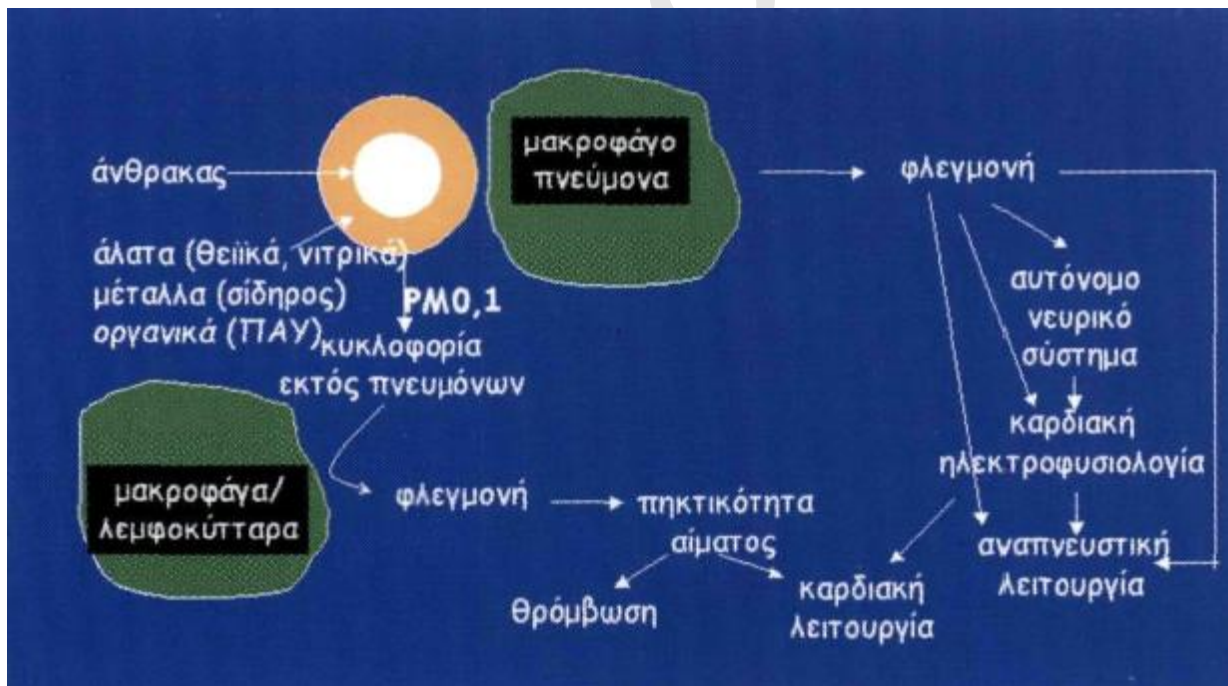 μακροφάγο
πνεύμονα
άνθρακας
φλεγμονή
άλατα (θειϊκά, νιτρικά)
μέταλλα (σίδηρος)
οργανικά (ΠΑΥ)
PM0,1
κυκλοφορία
εκτός πνευμόνων
αυτόνομο
νευρικό
σύστημα
καρδιακή
ηλεκτροφυσιολογία
μακροφάγα/
λεμφοκύτταρα
φλεγμονή
πηκτικότητα
αίματος
αναπνευστική
λειτουργία
θρόμβωση
καρδιακή
λειτουργία